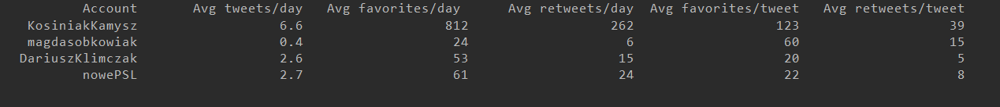 Account Avg tweets/day Avg favorites/day Avg retweets/day Avg favorites/tweet Avg retweets/tweet
KosiniakKamysz 6.6 812 262 123 39
magdasobkowiak 0.4 24 6 60 15
DariuszKlimczak 2.6 53 15 20 5
nowePSL 2.7 61 24 22 8